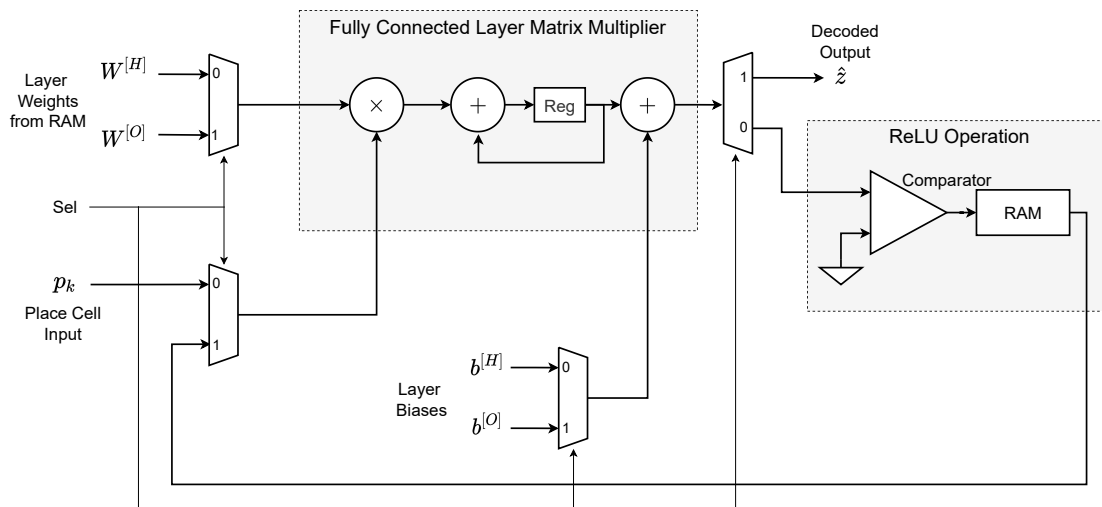 Fully Connected Layer Matrix Multiplier
Decoded
Output
ẑ
Layer
Weights
from RAM
W^{[H]}
W^{[O]}
0
1
×
+
Reg
+
1
0
ReLU Operation
Comparator
RAM
Sel
p_k
Place Cell
Input
0
1
Layer
Biases
b^{[H]}
b^{[O]}
0
1